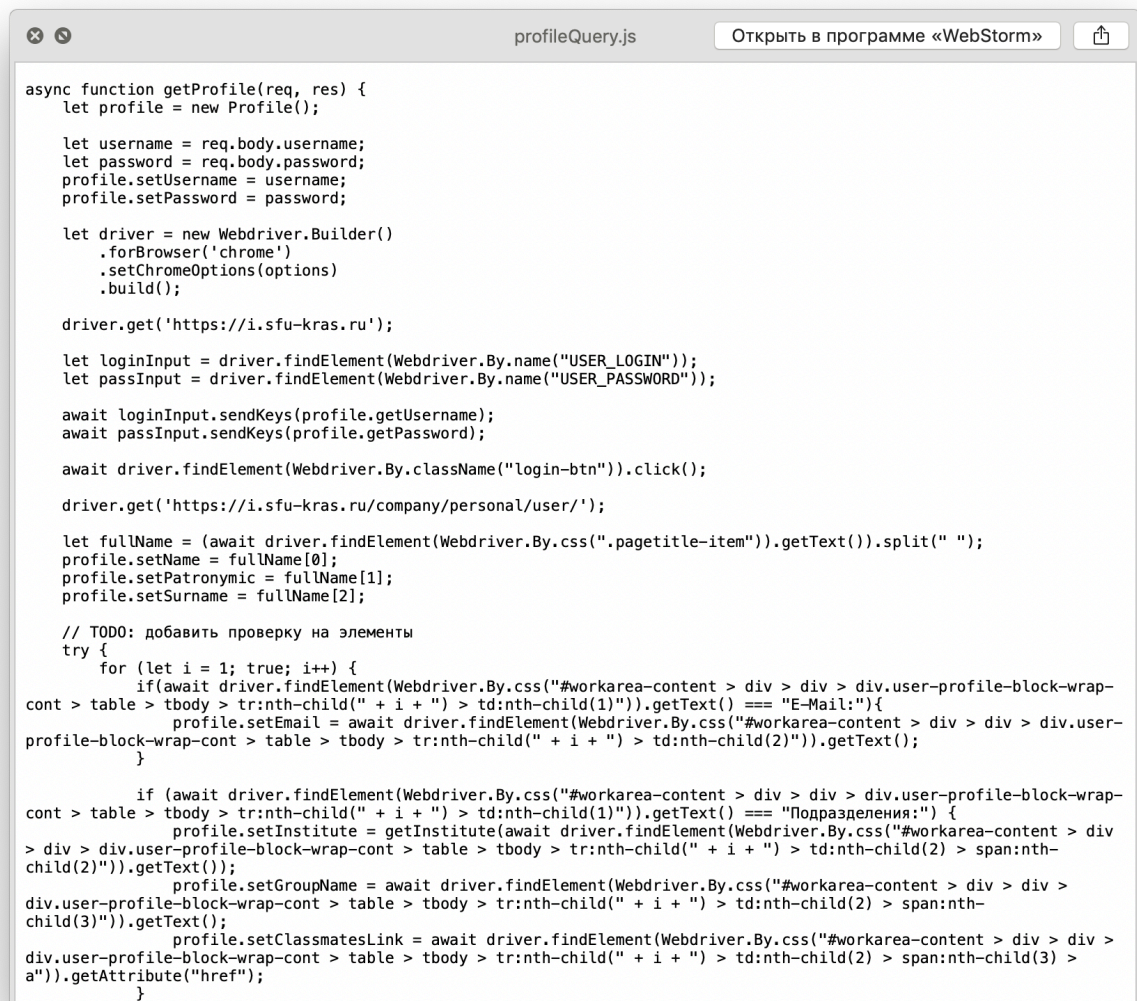 profileQuery.js
Открыть в программе «WebStorm»
async function getProfile(req, res) {
    let profile = new Profile();

    let username = req.body.username;
    let password = req.body.password;
    profile.setUsername = username;
    profile.setPassword = password;

    let driver = new Webdriver.Builder()
        .forBrowser('chrome')
        .setChromeOptions(options)
        .build();

    driver.get('https://i.sfu-kras.ru');

    let loginInput = driver.findElement(Webdriver.By.name("USER_LOGIN"));
    let passInput = driver.findElement(Webdriver.By.name("USER_PASSWORD"));

    await loginInput.sendKeys(profile.getUsername);
    await passInput.sendKeys(profile.getPassword);

    await driver.findElement(Webdriver.By.className("login-btn")).click();

    driver.get('https://i.sfu-kras.ru/company/personal/user/');

    let fullName = (await driver.findElement(Webdriver.By.css(".pagetitle-item")).getText()).split(" ");
    profile.setName = fullName[0];
    profile.setPatronymic = fullName[1];
    profile.setSurname = fullName[2];

    // TODO: добавить проверку на элементы
    try {
        for (let i = 1; true; i++) {
            if(await driver.findElement(Webdriver.By.css("#workarea-content > div > div > div.user-profile-block-wrap-
cont > table > tbody > tr:nth-child(" + i + ") > td:nth-child(1)")).getText() === "E-Mail:"){
                profile.setEmail = await driver.findElement(Webdriver.By.css("#workarea-content > div > div > div.user-
profile-block-wrap-cont > table > tbody > tr:nth-child(" + i + ") > td:nth-child(2)")).getText();
            }

            if (await driver.findElement(Webdriver.By.css("#workarea-content > div > div > div.user-profile-block-wrap-
cont > table > tbody > tr:nth-child(" + i + ") > td:nth-child(1)")).getText() === "Подразделения:") {
                profile.setInstitute = getInstitute(await driver.findElement(Webdriver.By.css("#workarea-content > div
> div > div.user-profile-block-wrap-cont > table > tbody > tr:nth-child(" + i + ") > td:nth-child(2) > span:nth-
child(2)")).getText());
                profile.setGroupName = await driver.findElement(Webdriver.By.css("#workarea-content > div > div >
div.user-profile-block-wrap-cont > table > tbody > tr:nth-child(" + i + ") > td:nth-child(2) > span:nth-
child(3)")).getText();
                profile.setClassmatesLink = await driver.findElement(Webdriver.By.css("#workarea-content > div > div >
div.user-profile-block-wrap-cont > table > tbody > tr:nth-child(" + i + ") > td:nth-child(2) > span:nth-child(3) >
a")).getAttribute("href");
            }